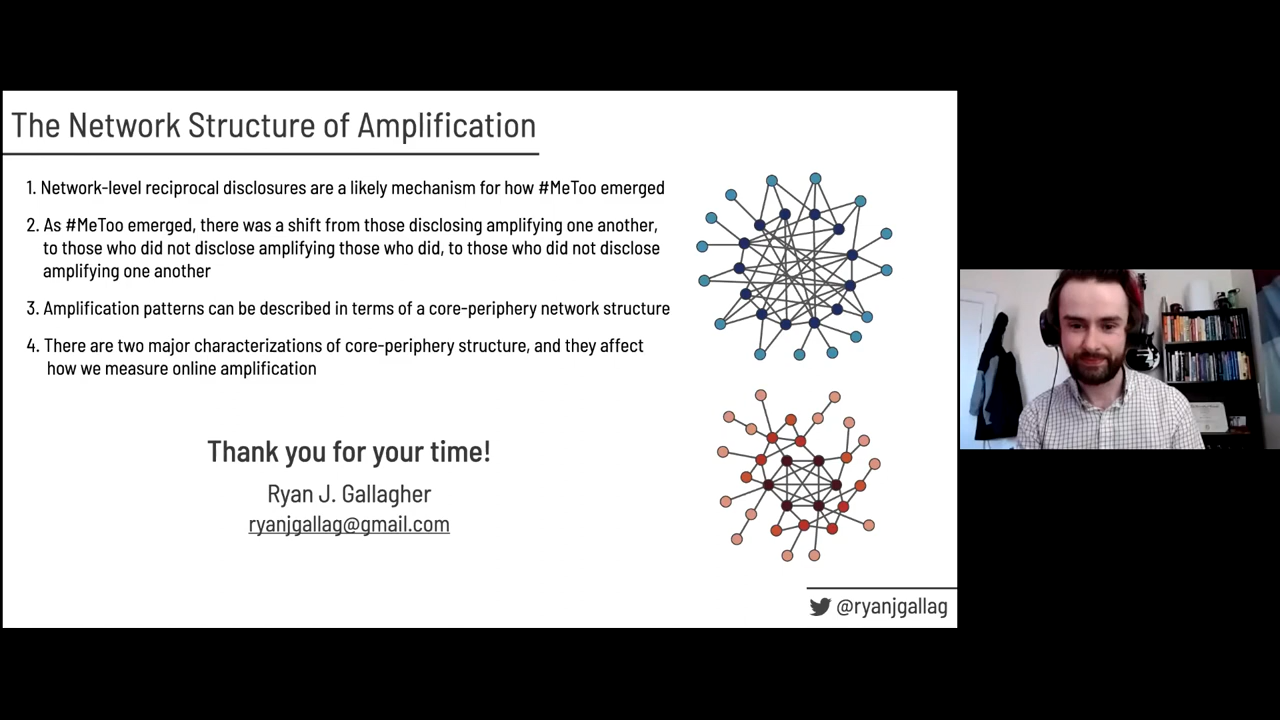 The Network Structure of Amplification
1. Network-level reciprocal disclosures are a likely mechanism for how #MeToo emerged
2. As #MeToo emerged, there was a shift from those disclosing amplifying one another,
to those who did not disclose amplifying those who did, to those who did not disclose
amplifying one another
3. Amplification patterns can be described in terms of a core-periphery network structure
4. There are two major characterizations of core-periphery structure, and they affect
how we measure online amplification
Thank you for your time!
Ryan J. Gallagher
ryanjgallag@gmail.com
@ryanjgallag